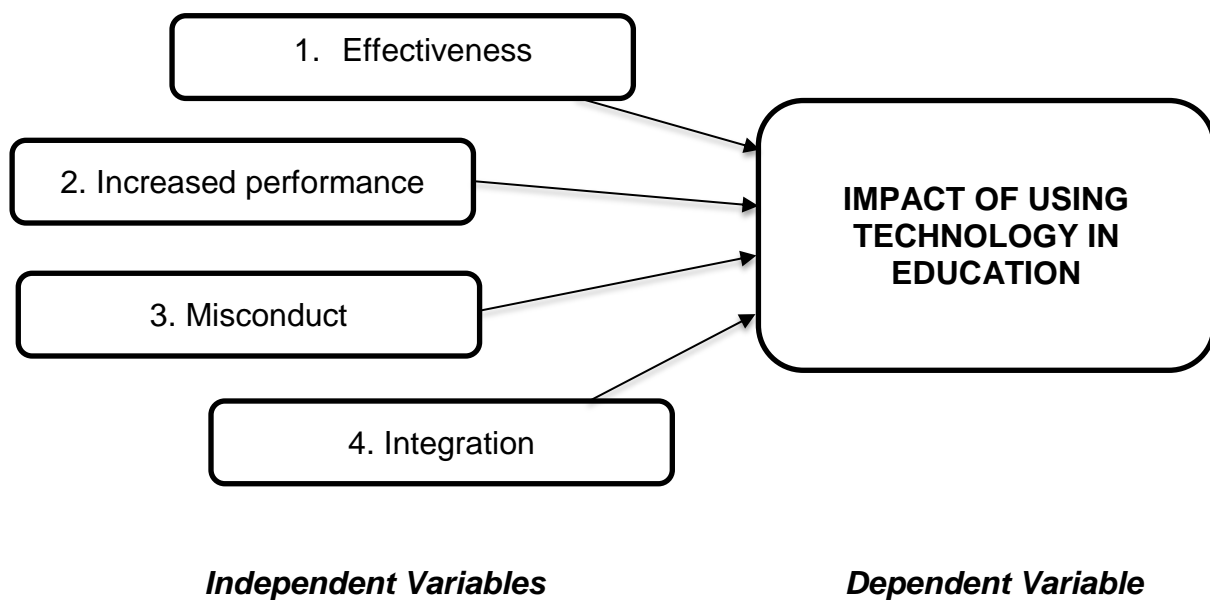 1. Effectiveness
2. Increased performance
3. Misconduct
4. Integration
IMPACT OF USING
TECHNOLOGY IN
EDUCATION
Independent Variables
Dependent Variable